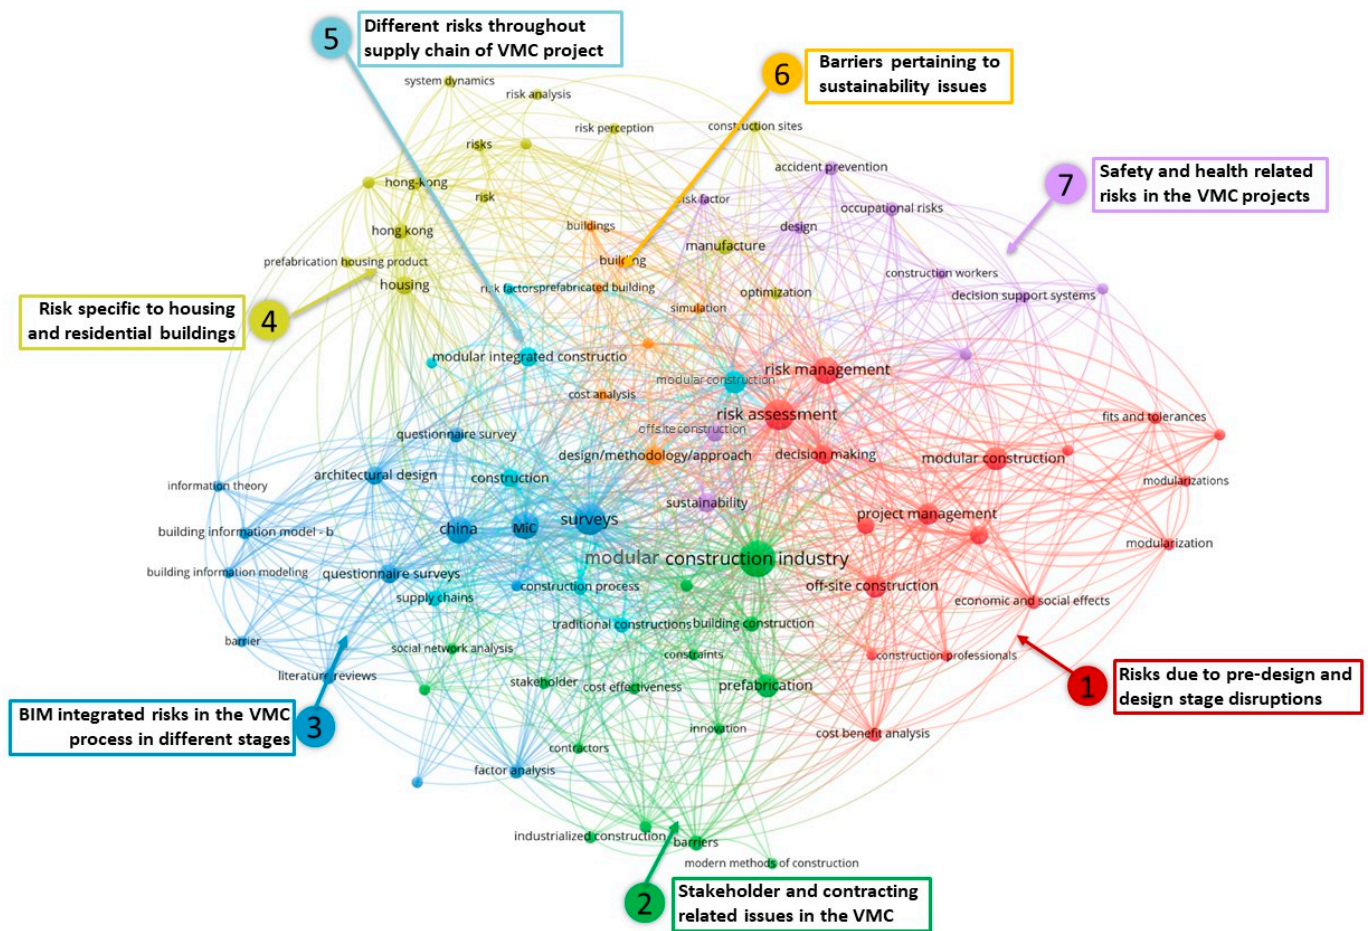 5
Different risks throughout
supply chain of VMC project
6
Barriers pertaining to
sustainability issues
system dynamics
risk analysis
risk perception
construction sites
risks
accident prevention
7
Safety and health related
risks in the VMC projects
hong-kong
risk
risk factor
occupational risks
hong kong
buildings
design
manufacture
prefabrication housing product
building
construction workers
housing
risk factors
prefabricated building
optimization
decision support systems
simulation
Risk specific to housing
and residential buildings
4
modular integrated constructio
modular construction
risk management
cost analysis
risk assessment
fits and tolerances
questionnaire survey
offsite construction
design/methodology/approach
decision making
modular construction
architectural design
construction
information theory
modularizations
sustainability
china
MiC
surveys
project management
building information model - b
modularization
modular construction industry
building information modeling
questionnaire surveys
construction process
off-site construction
supply chains
economic and social effects
traditional constructions
building construction
barrier
social network analysis
constraints
construction professionals
literature reviews
stakeholder
cost effectiveness
prefabrication
1
Risks due to pre-design and
design stage disruptions
BIM integrated risks in the VMC
process in different stages
3
innovation
cost benefit analysis
contractors
factor analysis
industrialized construction
barriers
modern methods of construction
2
Stakeholder and contracting
related issues in the VMC